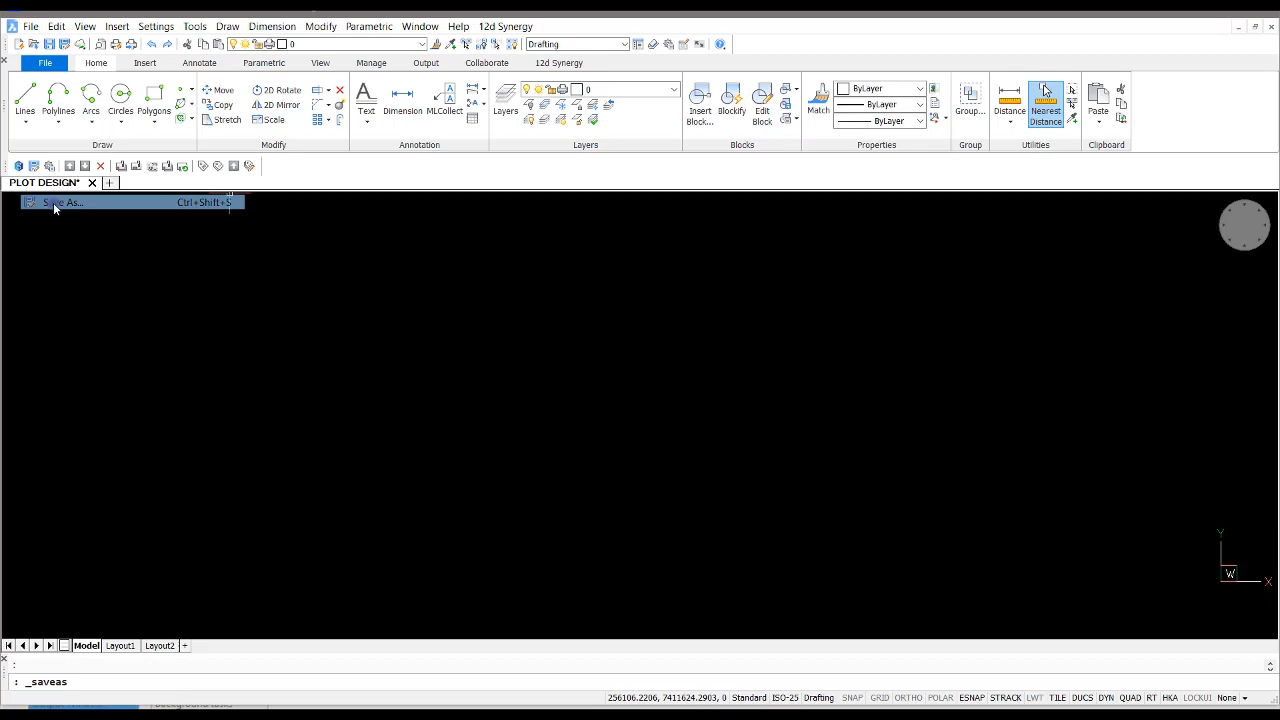 File Edit View Insert Settings Tools Draw Dimension Modify Parametric Window Help 12d Synergy
0 Drafting
File Home Insert Annotate Parametric View Manage Output Collaborate 12d Synergy
Lines Polylines Arcs Circles Polygons
Move 2D Rotate
Copy 2D Mirror
Stretch Scale
Text Dimension MLCollect
Layers
0
Insert Block... Blockify Edit Block
Match
ByLayer
ByLayer
ByLayer
Group...
Distance Nearest Distance
Paste
Draw Modify Annotation Layers Blocks Properties Group Utilities Clipboard
PLOT DESIGN*
Save As... Ctrl+Shift+S
Y
W X
Model Layout1 Layout2 +
:
: _saveas
256106.2206, 7411624.2903, 0 Standard ISO-25 Drafting SNAP GRID ORTHO POLAR ESNAP STRACK LWT TILE DUCS DYN QUAD RT HKA LOCKUI None